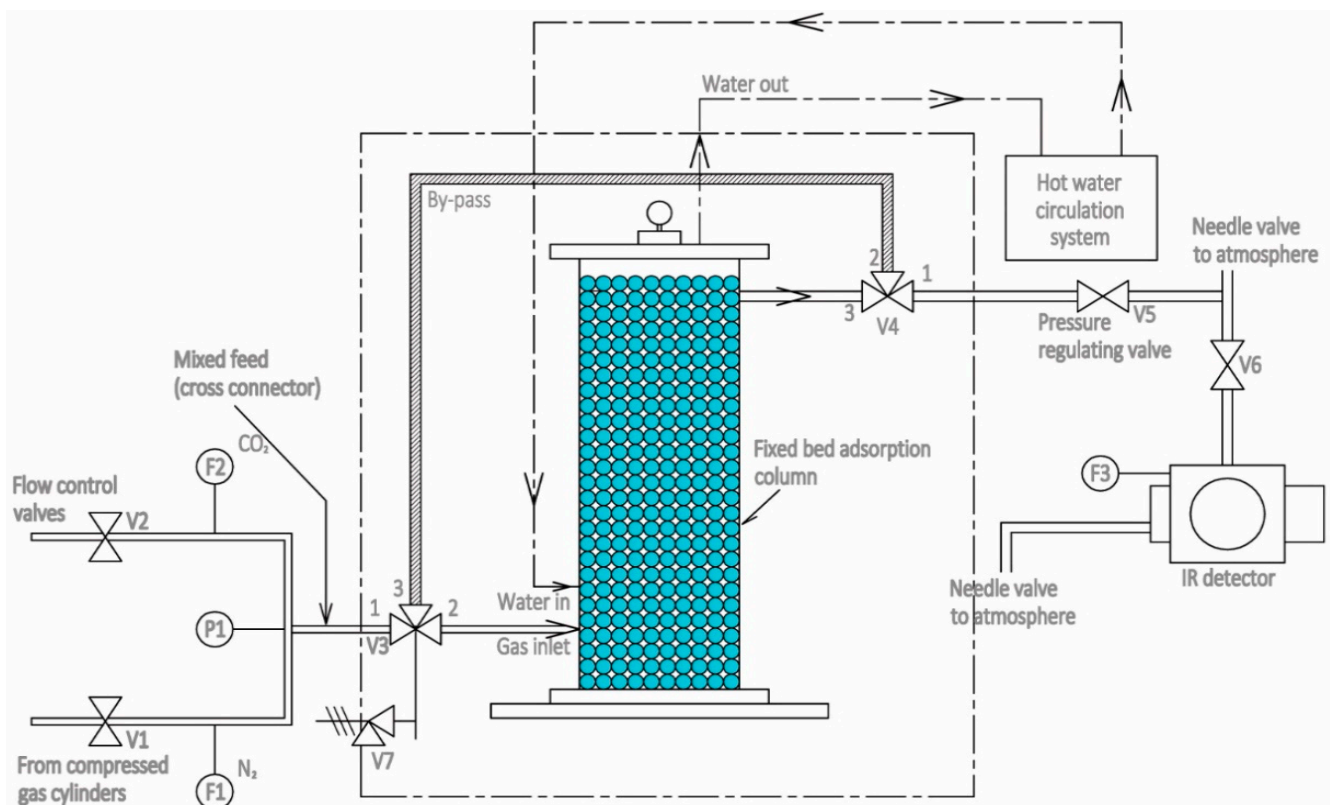 Water out
Hot water
circulation
system
Needle valve
to atmosphere
By-pass
2
1
3
V4
V5
Pressure
regulating valve
V6
Mixed feed
(cross connector)
CO₂
F2
Flow control
valves
V2
Fixed bed adsorption
column
F3
IR detector
Needle valve
to atmosphere
P1
1
3
2
V3
Water in
Gas inlet
V1
V7
From compressed
gas cylinders
N₂
F1